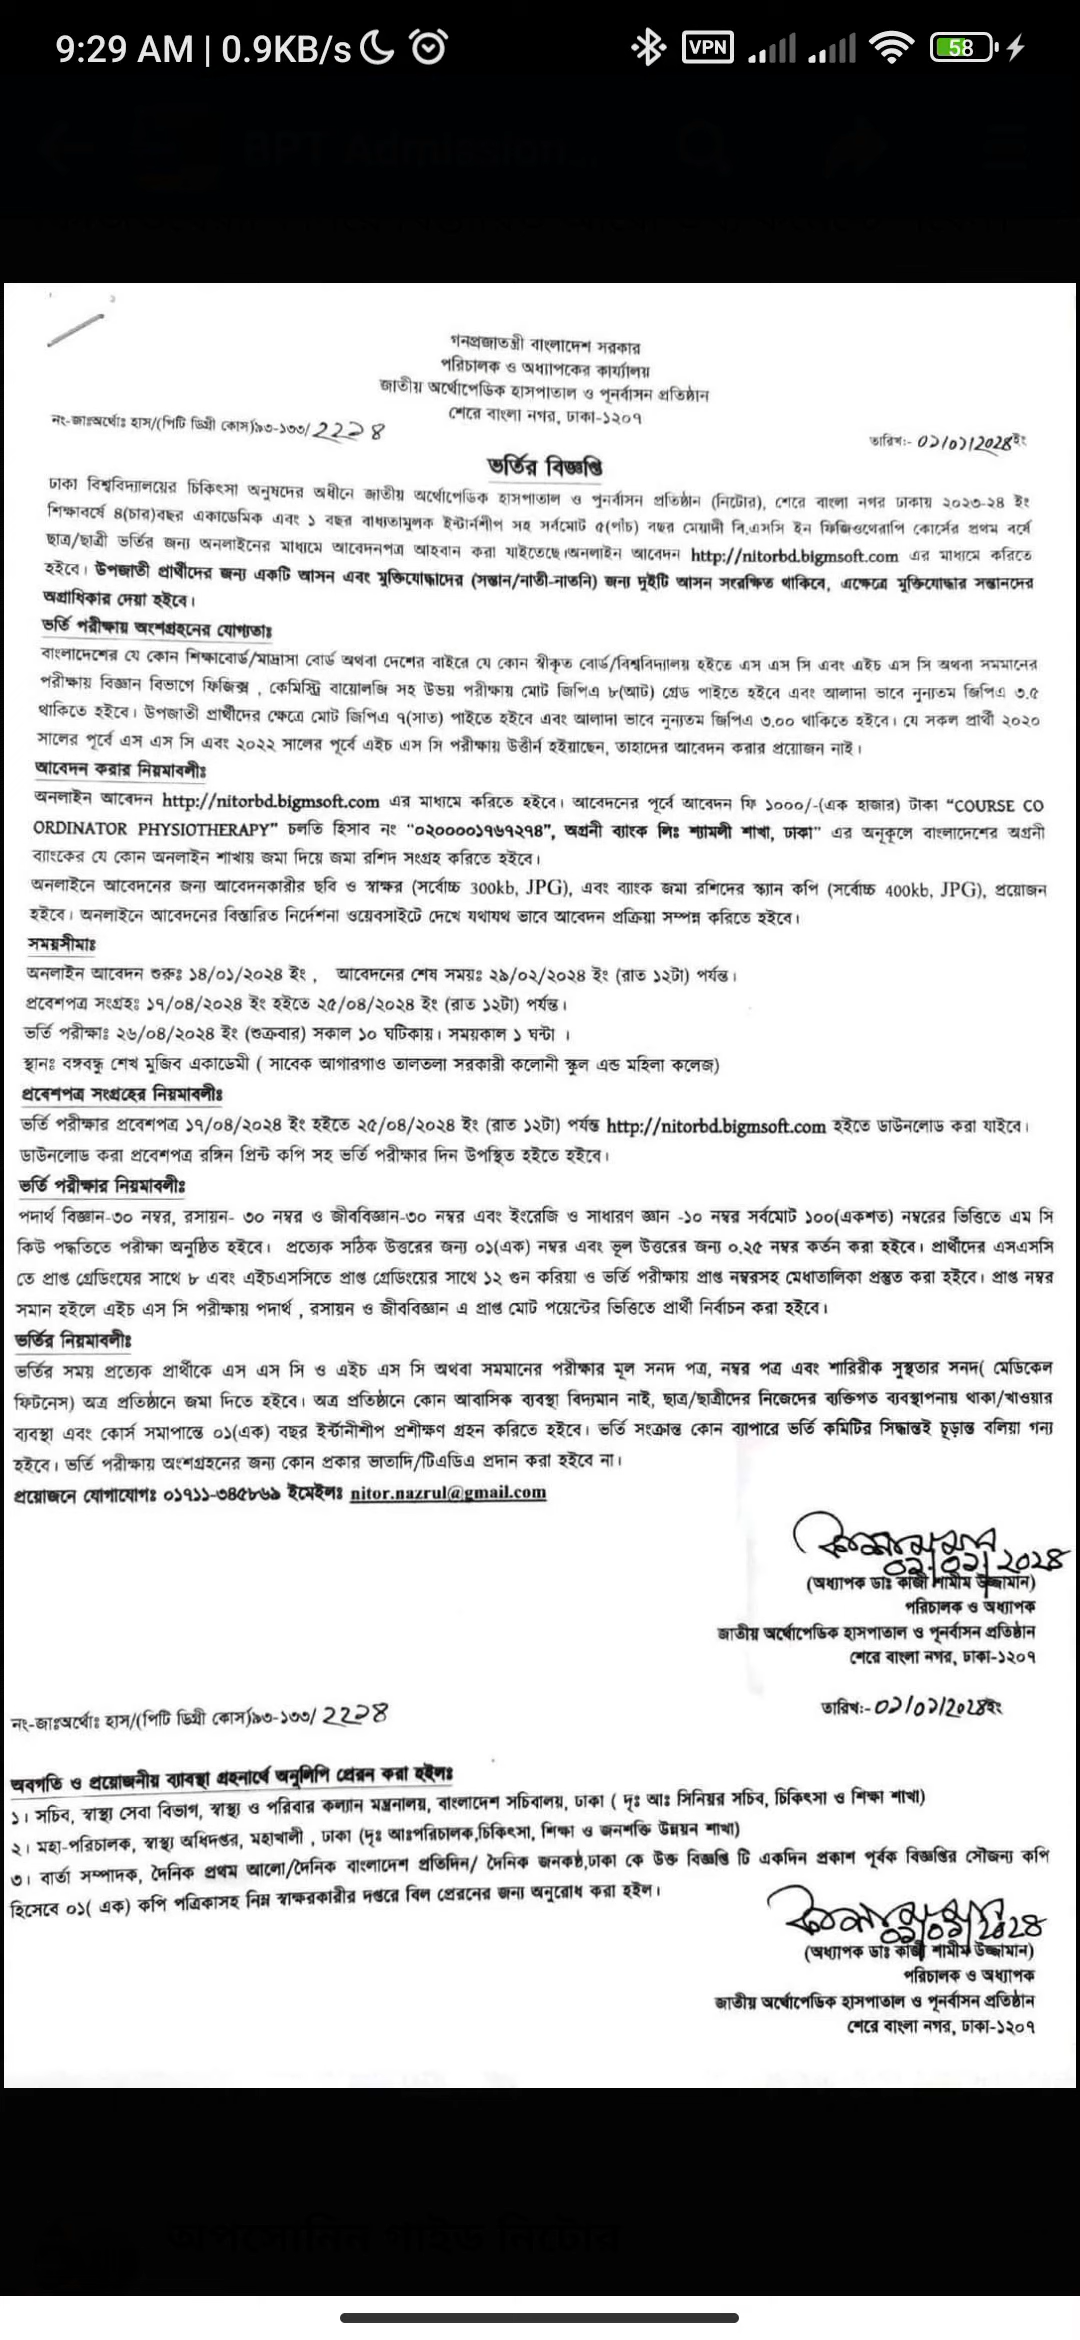 9:29 AM | 0.9KB/s
VPN
58
BPT Admission...
গনপ্রজাতন্ত্রী বাংলাদেশ সরকার
পরিচালক ও অধ্যাপকের কার্য্যালয়
জাতীয় অর্থোপেডিক হাসপাতাল ও পুনর্বাসন প্রতিষ্ঠান
শেরে বাংলা নগর, ঢাকা-১২০৭
নং-জাঃঅর্থোঃ হাস/(পিটি ডিগ্রী কোস)৯৩-১৩৩/
তারিখ:- ০১/০১/২০২৪ইং
ভর্তির বিজ্ঞপ্তি
ঢাকা বিশ্ববিদ্যালয়ের চিকিৎসা অনুষদের অধীনে জাতীয় অর্থোপেডিক হাসপাতাল ও পুনর্বাসন প্রতিষ্ঠান (নিটোর), শেরে বাংলা নগর ঢাকায় ২০২৩-২৪ ইং
শিক্ষাবর্ষে ৪(চার)বছর একাডেমিক এবং ১ বছর বাধ্যতামুলক ইন্টার্নশীপ সহ সর্বমোট ৫(পাঁচ) বছর মেয়াদী বি,এসসি ইন ফিজিওথেরাপি কোর্সের প্রথম বর্ষে
ছাত্র/ছাত্রী ভর্তির জন্য অনলাইনের মাধ্যমে আবেদনপত্র আহবান করা যাইতেছে।অনলাইন আবেদন http://nitorbd.bigmsoft.com এর মাধ্যমে করিতে
হইবে। উপজাতী প্রার্থীদের জন্য একটি আসন এবং মুক্তিযোদ্ধাদের (সন্তান/নাতী-নাতনি) জন্য দুইটি আসন সংরক্ষিত থাকিবে, এক্ষেত্রে মুক্তিযোদ্ধার সন্তানদের
অগ্রাধিকার দেয়া হইবে।
ভর্তি পরীক্ষায় অংশগ্রহনের যোগ্যতাঃ
বাংলাদেশের যে কোন শিক্ষাবোর্ড/মাদ্রাসা বোর্ড অথবা দেশের বাইরে যে কোন স্বীকৃত বোর্ড/বিশ্ববিদ্যালয় হইতে এস এস সি এবং এইচ এস সি অথবা সমমানের
পরীক্ষায় বিজ্ঞান বিভাগে ফিজিক্স , কেমিস্ট্রি বায়োলজি সহ উভয় পরীক্ষায় মোট জিপিএ ৮(আট) গ্রেড পাইতে হইবে এবং আলাদা ভাবে নুন্যতম জিপিএ ৩.৫
থাকিতে হইবে। উপজাতী প্রার্থীদের ক্ষেত্রে মোট জিপিএ ৭(সাত) পাইতে হইবে এবং আলাদা ভাবে নুন্যতম জিপিএ ৩.০০ থাকিতে হইবে। যে সকল প্রার্থী ২০২০
সালের পূর্বে এস এস সি এবং ২০২২ সালের পূর্বে এইচ এস সি পরীক্ষায় উত্তীর্ন হইয়াছেন, তাহাদের আবেদন করার প্রয়োজন নাই।
আবেদন করার নিয়মাবলীঃ
অনলাইন আবেদন http://nitorbd.bigmsoft.com এর মাধ্যমে করিতে হইবে। আবেদনের পূর্বে আবেদন ফি ১০০০/-(এক হাজার) টাকা “COURSE CO
ORDINATOR PHYSIOTHERAPY” চলতি হিসাব নং “০২০০০০১৭৬৭২৭৪”, অগ্রনী ব্যাংক লিঃ শ্যামলী শাখা, ঢাকা” এর অনূকূলে বাংলাদেশের অগ্রনী
ব্যাংকের যে কোন অনলাইন শাখায় জমা দিয়ে জমা রশিদ সংগ্রহ করিতে হইবে।
অনলাইনে আবেদনের জন্য আবেদনকারীর ছবি ও স্বাক্ষর (সর্বোচ্চ 300kb, JPG), এবং ব্যাংক জমা রশিদের স্ক্যান কপি (সর্বোচ্চ 400kb, JPG), প্রয়োজন
হইবে। অনলাইনে আবেদনের বিস্তারিত নির্দেশনা ওয়েবসাইটে দেখে যথাযথ ভাবে আবেদন প্রক্রিয়া সম্পন্ন করিতে হইবে।
সময়সীমাঃ
অনলাইন আবেদন শুরুঃ ১৪/০১/২০২৪ ইং , আবেদনের শেষ সময়ঃ ২৯/০২/২০২৪ ইং (রাত ১২টা) পর্যন্ত।
প্রবেশপত্র সংগ্রহঃ ১৭/০৪/২০২৪ ইং হইতে ২৫/০৪/২০২৪ ইং (রাত ১২টা) পর্যন্ত।
ভর্তি পরীক্ষাঃ ২৬/০৪/২০২৪ ইং (শুক্রবার) সকাল ১০ ঘটিকায়। সময়কাল ১ ঘন্টা ।
স্থানঃ বঙ্গবন্ধু শেখ মুজিব একাডেমী ( সাবেক আগারগাও তালতলা সরকারী কলোনী স্কুল এন্ড মহিলা কলেজ)
প্রবেশপত্র সংগ্রহের নিয়মাবলীঃ
ভর্তি পরীক্ষার প্রবেশপত্র ১৭/০৪/২০২৪ ইং হইতে ২৫/০৪/২০২৪ ইং (রাত ১২টা) পর্যন্ত http://nitorbd.bigmsoft.com হইতে ডাউনলোড করা যাইবে।
ডাউনলোড করা প্রবেশপত্র রঙ্গিন প্রিন্ট কপি সহ ভর্তি পরীক্ষার দিন উপস্থিত হইতে হইবে।
ভর্তি পরীক্ষার নিয়মাবলীঃ
পদার্থ বিজ্ঞান-৩০ নম্বর, রসায়ন- ৩০ নম্বর ও জীববিজ্ঞান-৩০ নম্বর এবং ইংরেজি ও সাধারণ জ্ঞান -১০ নম্বর সর্বমোট ১০০(একশত) নম্বরের ভিত্তিতে এম সি
কিউ পদ্ধতিতে পরীক্ষা অনুষ্ঠিত হইবে। প্রত্যেক সঠিক উত্তরের জন্য ০১(এক) নম্বর এবং ভূল উত্তরের জন্য ০.২৫ নম্বর কর্তন করা হইবে। প্রার্থীদের এসএসসি
তে প্রাপ্ত গ্রেডিংযের সাথে ৮ এবং এইচএসসিতে প্রাপ্ত গ্রেডিংয়ের সাথে ১২ গুন করিয়া ও ভর্তি পরীক্ষায় প্রাপ্ত নম্বরসহ মেধাতালিকা প্রস্তুত করা হইবে। প্রাপ্ত নম্বর
সমান হইলে এইচ এস সি পরীক্ষায় পদার্থ , রসায়ন ও জীববিজ্ঞান এ প্রাপ্ত মোট পয়েন্টের ভিত্তিতে প্রার্থী নির্বাচন করা হইবে।
ভর্তির নিয়মাবলীঃ
ভর্তির সময় প্রত্যেক প্রার্থীকে এস এস সি ও এইচ এস সি অথবা সমমানের পরীক্ষার মূল সনদ পত্র, নম্বর পত্র এবং শারিরীক সুস্থতার সনদ( মেডিকেল
ফিটনেস) অত্র প্রতিষ্ঠানে জমা দিতে হইবে। অত্র প্রতিষ্ঠানে কোন আবাসিক ব্যবস্থা বিদ্যমান নাই, ছাত্র/ছাত্রীদের নিজেদের ব্যক্তিগত ব্যবস্থাপনায় থাকা/খাওয়ার
ব্যবস্থা এবং কোর্স সমাপান্তে ০১(এক) বছর ইন্টার্নীশীপ প্রশীক্ষণ গ্রহন করিতে হইবে। ভর্তি সংক্রান্ত কোন ব্যাপারে ভর্তি কমিটির সিদ্ধান্তই চূড়ান্ত বলিয়া গন্য
হইবে। ভর্তি পরীক্ষায় অংশগ্রহনের জন্য কোন প্রকার ভাতাদি/টিএডিএ প্রদান করা হইবে না।
প্রয়োজনে যোগাযোগঃ ০১৭১১-৩৪৫৮৬৯ ইমেইলঃ nitor.nazrul@gmail.com
(অধ্যাপক ডাঃ কাজী শামীম উজ্জামান)
পরিচালক ও অধ্যাপক
জাতীয় অর্থোপেডিক হাসপাতাল ও পূনর্বাসন প্রতিষ্ঠান
শেরে বাংলা নগর, ঢাকা-১২০৭
নং-জাঃঅর্থোঃ হাস/(পিটি ডিগ্রী কোস)৯৩-১৩৩/
তারিখ:- ০১/০১/২০২৪ইং
অবগতি ও প্রয়োজনীয় ব্যাবস্থা গ্রহনার্থে অনুলিপি প্রেরন করা হইলঃ
১। সচিব, স্বাস্থ্য সেবা বিভাগ, স্বাস্থ্য ও পরিবার কল্যান মন্ত্রনালয়, বাংলাদেশ সচিবালয়, ঢাকা ( দৃঃ আঃ সিনিয়র সচিব, চিকিৎসা ও শিক্ষা শাখা)
২। মহা-পরিচালক, স্বাস্থ্য অধিদপ্তর, মহাখালী , ঢাকা (দৃঃ আঃপরিচালক,চিকিৎসা, শিক্ষা ও জনশক্তি উন্নয়ন শাখা)
৩। বার্তা সম্পাদক, দৈনিক প্রথম আলো/দৈনিক বাংলাদেশ প্রতিদিন/ দৈনিক জনকন্ঠ,ঢাকা কে উক্ত বিজ্ঞপ্তি টি একদিন প্রকাশ পূর্বক বিজ্ঞপ্তির সৌজন্য কপি
হিসেবে ০১( এক) কপি পত্রিকাসহ নিম্ন স্বাক্ষরকারীর দপ্তরে বিল প্রেরনের জন্য অনুরোধ করা হইল।
(অধ্যাপক ডাঃ কাজী শামীম উজ্জামান)
পরিচালক ও অধ্যাপক
জাতীয় অর্থোপেডিক হাসপাতাল ও পূনর্বাসন প্রতিষ্ঠান
শেরে বাংলা নগর, ঢাকা-১২০৭